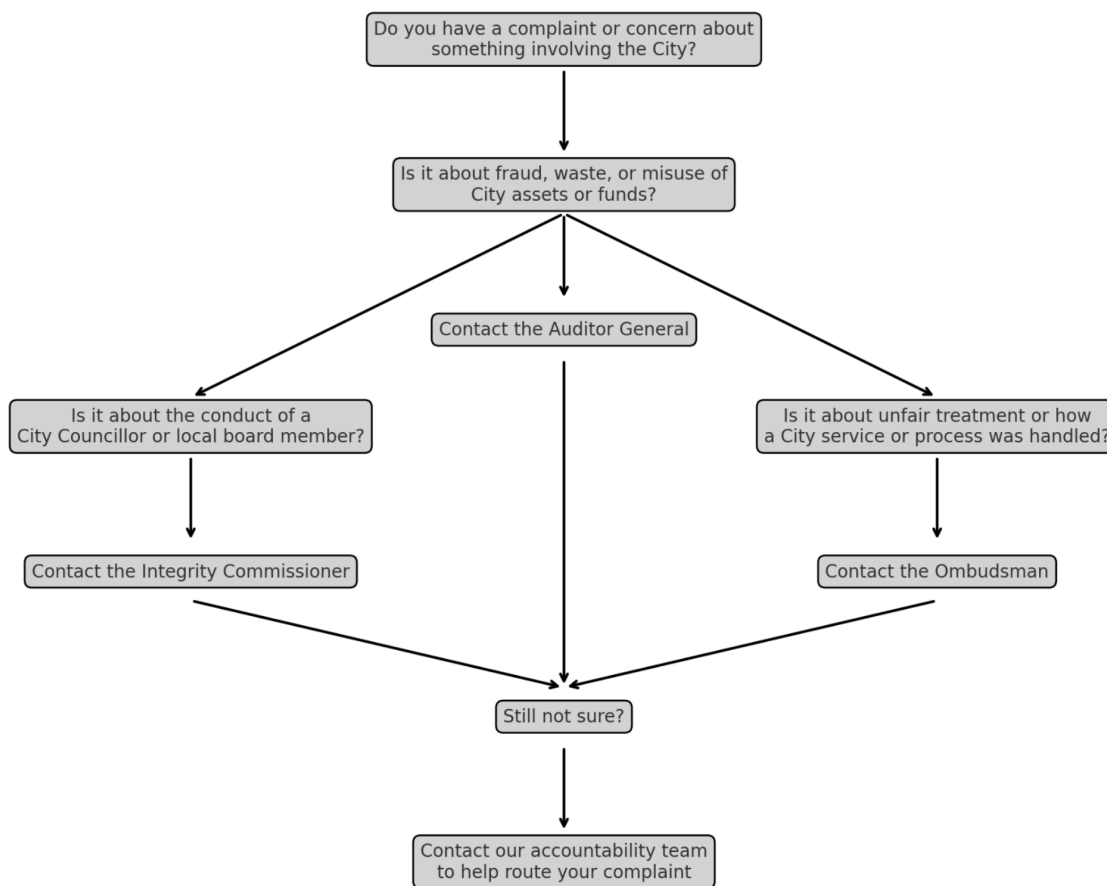 Do you have a complaint or concern about
something involving the City?
Is it about fraud, waste, or misuse of
City assets or funds?
Contact the Auditor General
Is it about the conduct of a
City Councillor or local board member?
Is it about unfair treatment or how
a City service or process was handled?
Contact the Integrity Commissioner
Contact the Ombudsman
Still not sure?
Contact our accountability team
to help route your complaint